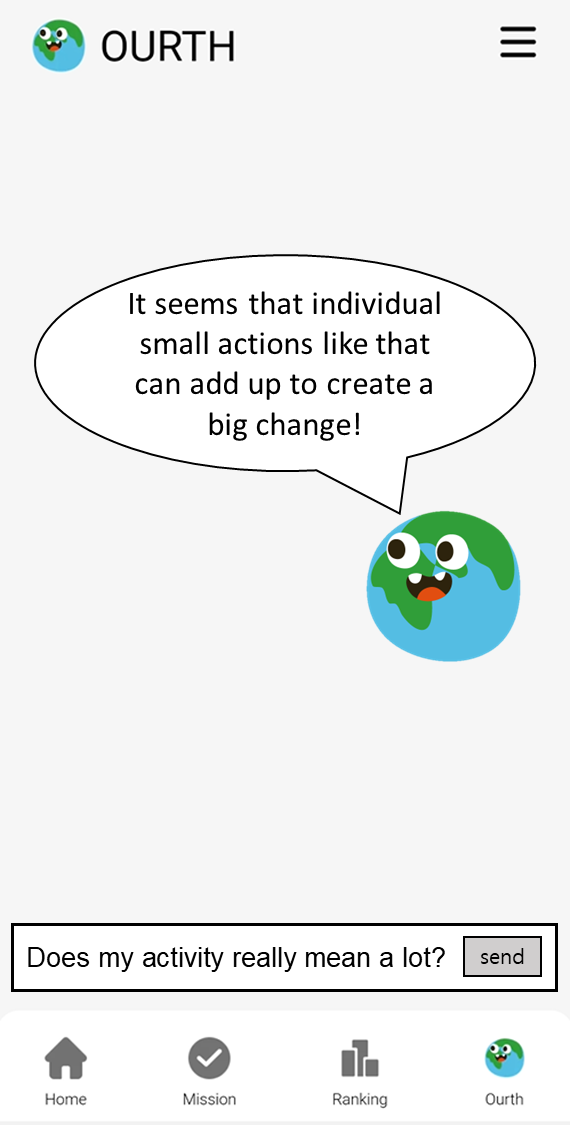 OURTH
It seems that individual
small actions like that
can add up to create a
big change!
Does my activity really mean a lot? send
Home Mission Ranking Ourth